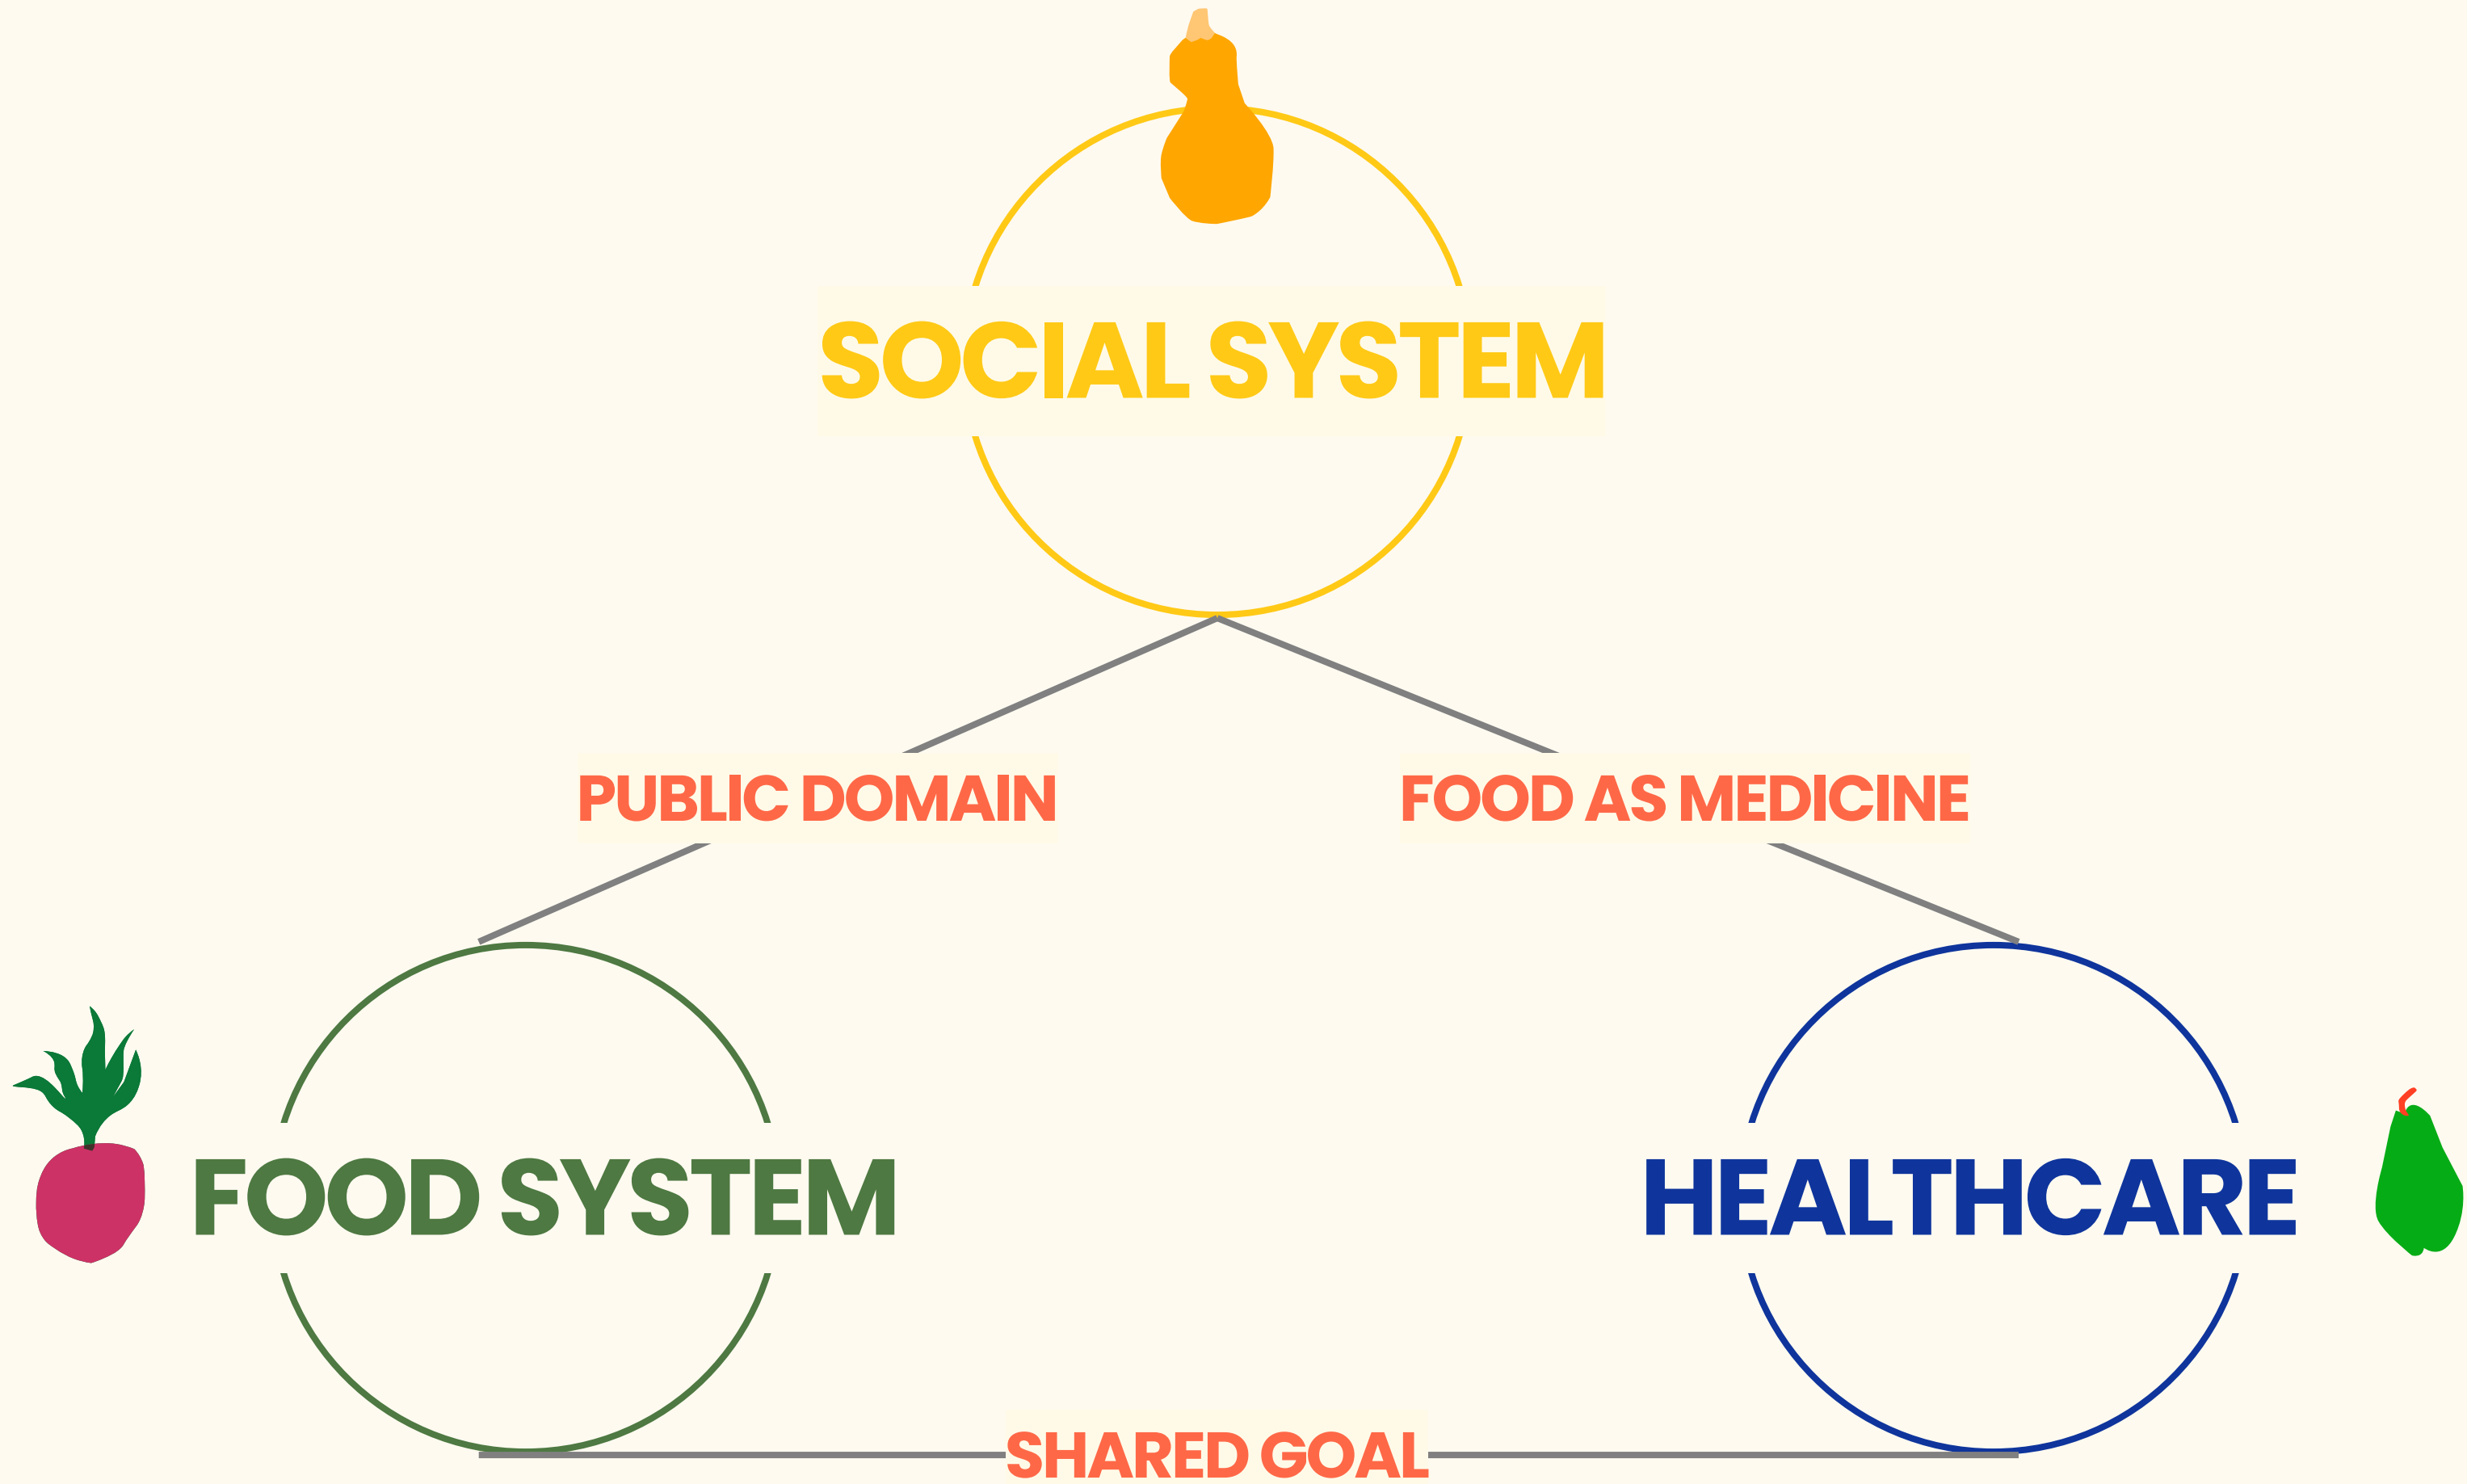 SOCIAL SYSTEM
PUBLIC DOMAIN
FOOD AS MEDICINE
FOOD SYSTEM
HEALTHCARE
SHARED GOAL